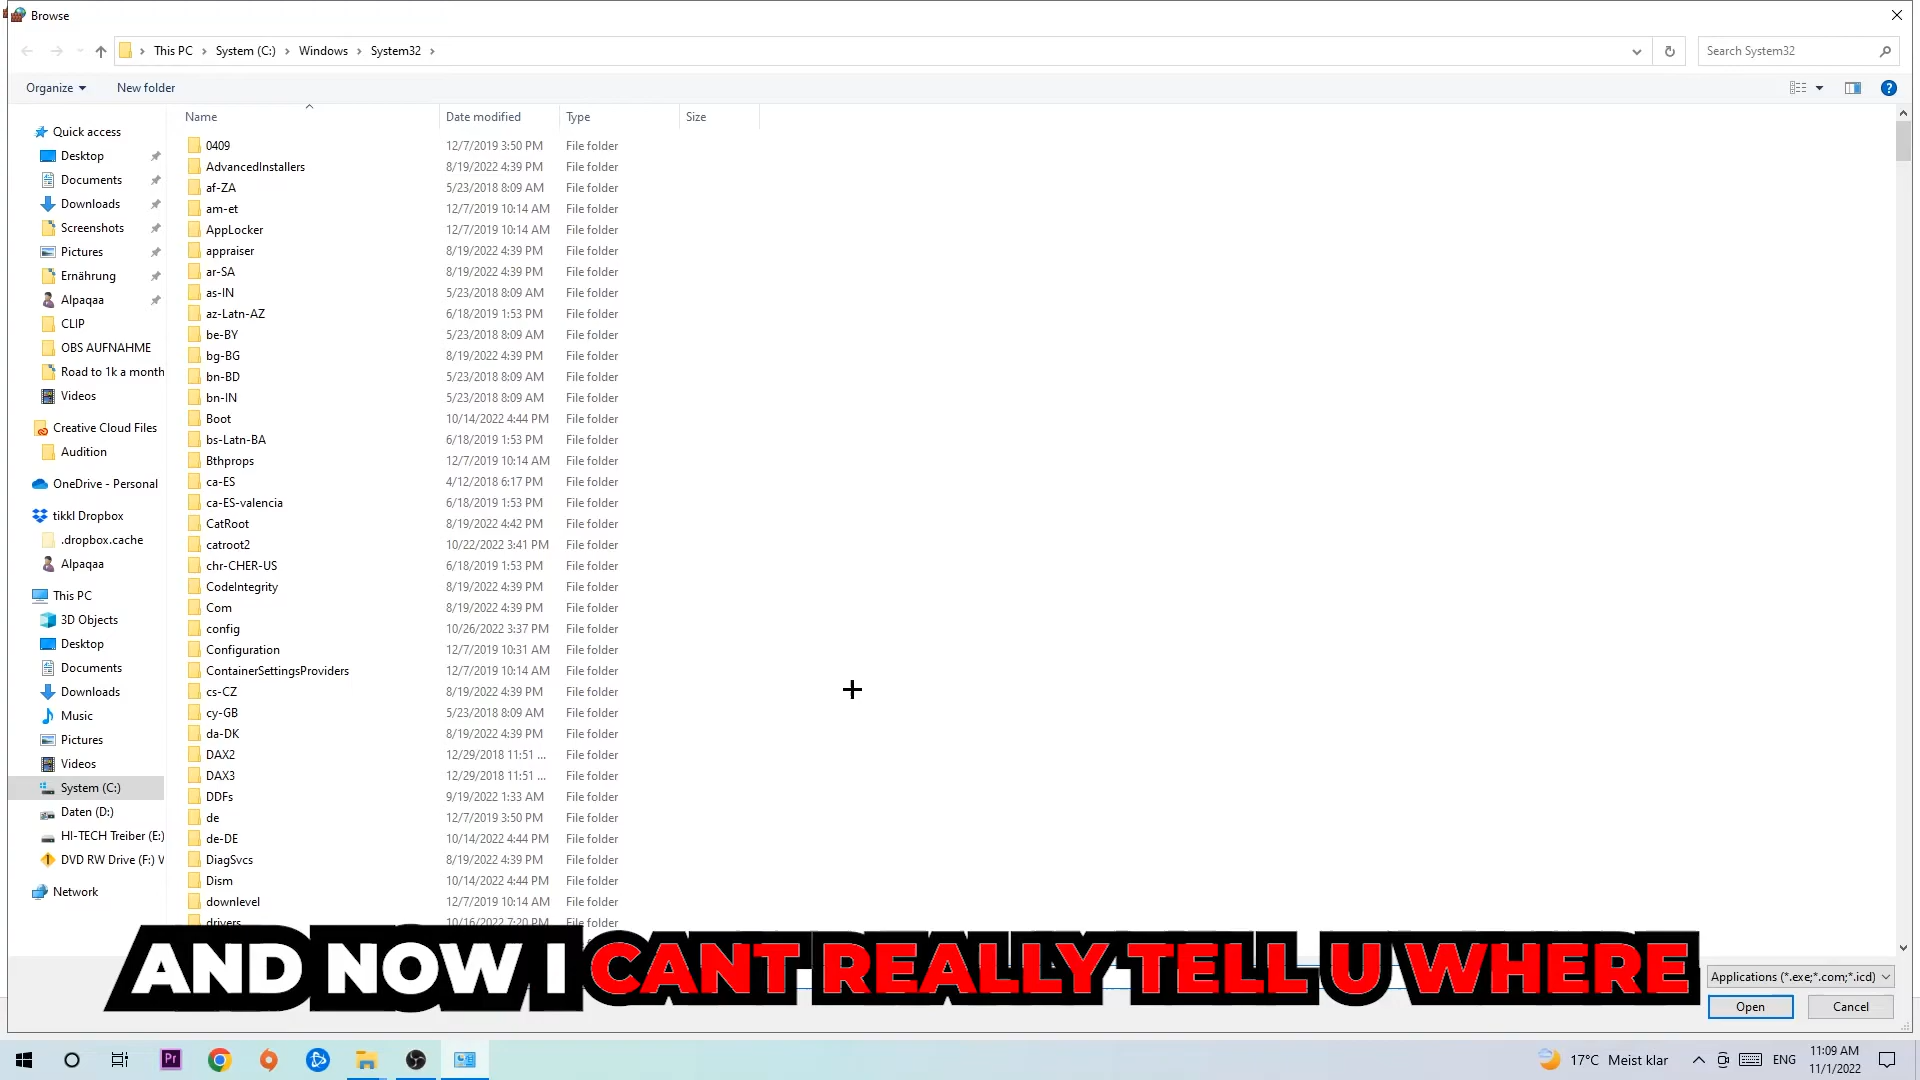 Browse
This PC > System (C:) > Windows > System32 >
Search System32
Organize
New folder
Name
Date modified
Type
Size
Quick access
Desktop
Documents
Downloads
Screenshots
Pictures
Ernährung
Alpaqaa
CLIP
OBS AUFNAHME
Road to 1k a month
Videos
Creative Cloud Files
Audition
OneDrive - Personal
tikkl Dropbox
.dropbox.cache
Alpaqaa
This PC
3D Objects
Desktop
Documents
Downloads
Music
Pictures
Videos
System (C:)
Daten (D:)
HI-TECH Treiber (E:)
DVD RW Drive (F:) V
Network
0409 12/7/2019 3:50 PM File folder
AdvancedInstallers 8/19/2022 4:39 PM File folder
af-ZA 5/23/2018 8:09 AM File folder
am-et 12/7/2019 10:14 AM File folder
AppLocker 12/7/2019 10:14 AM File folder
appraiser 8/19/2022 4:39 PM File folder
ar-SA 8/19/2022 4:39 PM File folder
as-IN 5/23/2018 8:09 AM File folder
az-Latn-AZ 6/18/2019 1:53 PM File folder
be-BY 5/23/2018 8:09 AM File folder
bg-BG 8/19/2022 4:39 PM File folder
bn-BD 5/23/2018 8:09 AM File folder
bn-IN 5/23/2018 8:09 AM File folder
Boot 10/14/2022 4:44 PM File folder
bs-Latn-BA 6/18/2019 1:53 PM File folder
Bthprops 12/7/2019 10:14 AM File folder
ca-ES 4/12/2018 6:17 PM File folder
ca-ES-valencia 6/18/2019 1:53 PM File folder
CatRoot 8/19/2022 4:42 PM File folder
catroot2 10/22/2022 3:41 PM File folder
chr-CHER-US 6/18/2019 1:53 PM File folder
CodeIntegrity 8/19/2022 4:39 PM File folder
Com 8/19/2022 4:39 PM File folder
config 10/26/2022 3:37 PM File folder
Configuration 12/7/2019 10:31 AM File folder
ContainerSettingsProviders 12/7/2019 10:14 AM File folder
cs-CZ 8/19/2022 4:39 PM File folder
cy-GB 5/23/2018 8:09 AM File folder
da-DK 8/19/2022 4:39 PM File folder
DAX2 12/29/2018 11:51 ... File folder
DAX3 12/29/2018 11:51 ... File folder
DDFs 9/19/2022 1:33 AM File folder
de 12/7/2019 3:50 PM File folder
de-DE 10/14/2022 4:44 PM File folder
DiagSvcs 8/19/2022 4:39 PM File folder
Dism 10/14/2022 4:44 PM File folder
downlevel 12/7/2019 10:14 AM File folder
drivers 10/16/2022 7:20 PM File folder
AND NOW I CANT REALLY TELL U WHERE
Applications (*.exe;*.com;*.icd)
Open
Cancel
Pr
17°C Meist klar
ENG
11:09 AM
11/1/2022